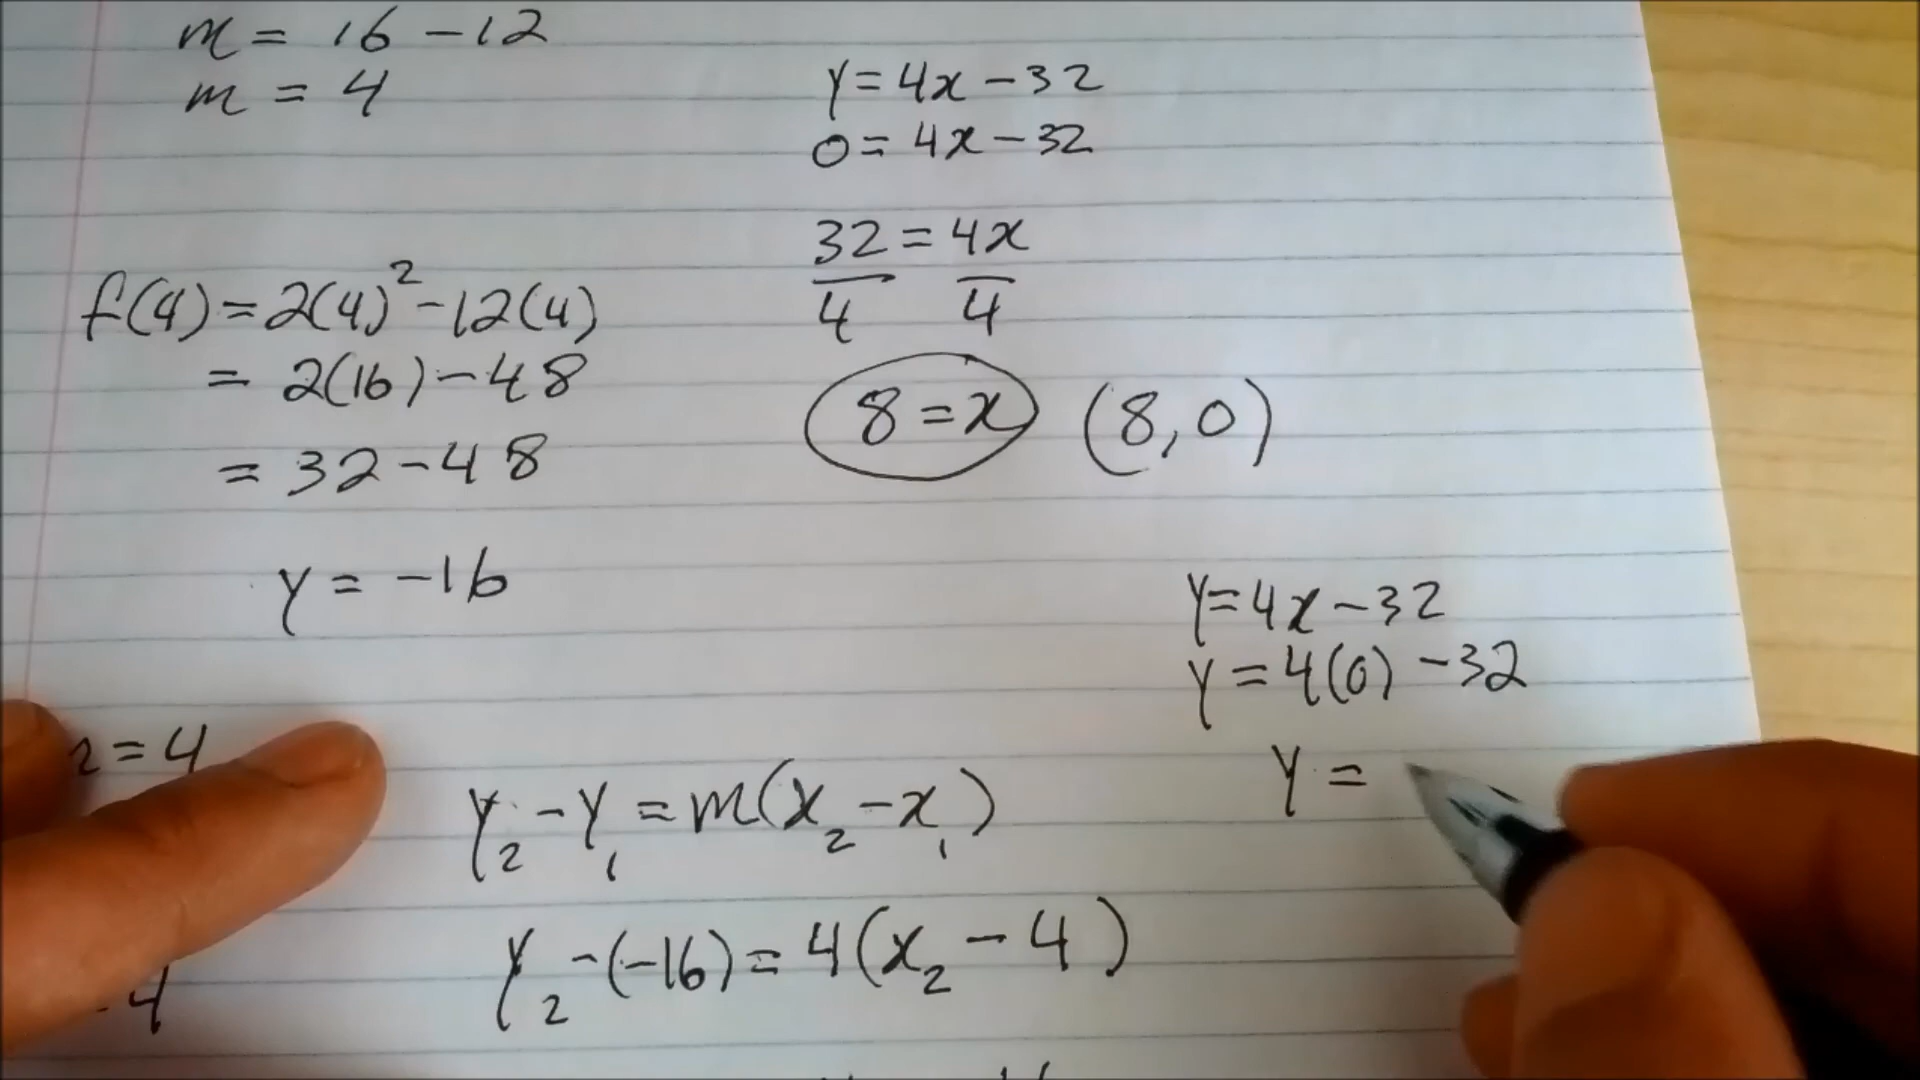 m = 16 - 12
m = 4
f(4) = 2(4)² - 12(4)
= 2(16) - 48
= 32 - 48
y = -16
y = 4x - 32
0 = 4x - 32
32 = 4x
4 4
8 = x (8, 0)
y = 4x - 32
y = 4(0) - 32
y =
= 4
y₂ - y₁ = m(x₂ - x₁)
y₂ - (-16) = 4(x₂ - 4)
4